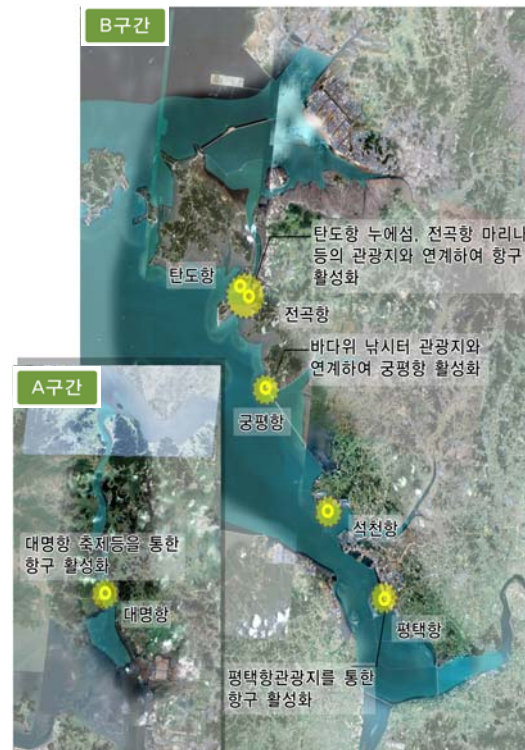 B구간
탄도항 누에섬, 전곡항 마리나
등의 관광지와 연계하여 항구
활성화
탄도항
전곡항
바다위 낚시터 관광지와
연계하여 궁평항 활성화
A구간
궁평항
석천항
대명항 축제등을 통한
항구 활성화
대명항
평택항
평택항관광지를 통한
항구 활성화